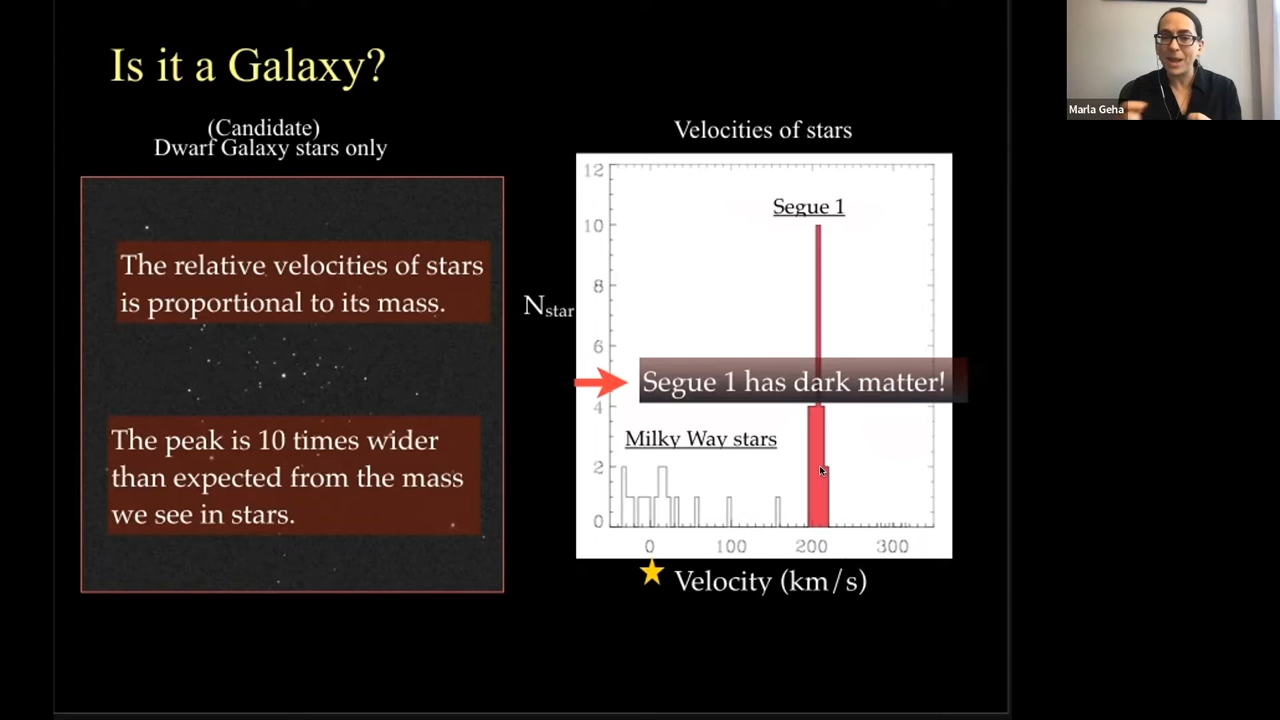 Is it a Galaxy?
(Candidate)
Dwarf Galaxy stars only
The relative velocities of stars
is proportional to its mass.
The peak is 10 times wider
than expected from the mass
we see in stars.
Velocities of stars
12
10
8
6
4
2
0
Nstar
Segue 1
Segue 1 has dark matter!
Milky Way stars
0 100 200 300
Velocity (km/s)
Marla Geha